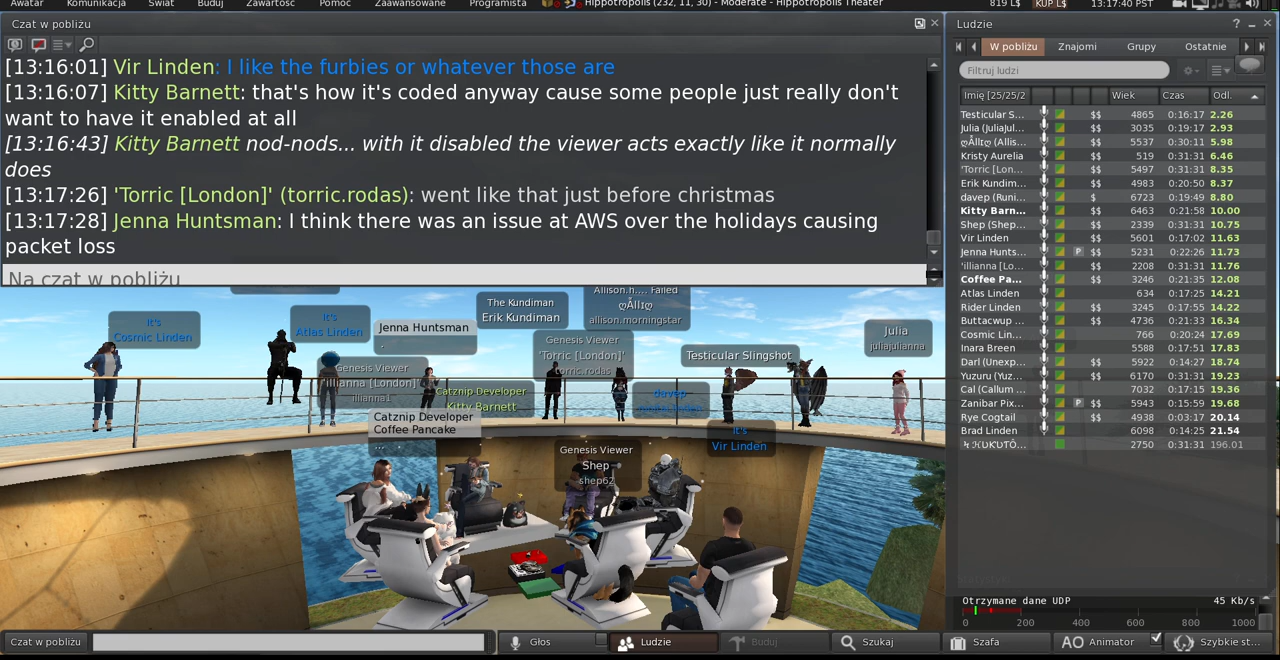 Awatar Komunikacja Świat Buduj Zawartość Pomoc Zaawansowane Programista Hippotropolis (232, 11, 30) - Moderate - Hippotropolis Theater 819 L$ KUP L$ 13:17:40 PST
Czat w pobliżu
[13:16:01] Vir Linden: I like the furbies or whatever those are
[13:16:07] Kitty Barnett: that's how it's coded anyway cause some people just really don't
want to have it enabled at all
[13:16:43] Kitty Barnett nod-nods... with it disabled the viewer acts exactly like it normally
does
[13:17:26] 'Torric [London]' (torric.rodas): went like that just before christmas
[13:17:28] Jenna Huntsman: I think there was an issue at AWS over the holidays causing
packet loss
Na czat w pobliżu
It's
Cosmic Linden
It's
Atlas Linden
Jenna Huntsman
.
The Kundiman
Erik Kundiman
Allison.h.... Failed
ღÅllɪღ
allison.morningstar
Genesis Viewer
'Torric [London]'
torric.rodas
Testicular Slingshot
Julia
juliajulianna
Genesis Viewer
'illianna [London]'
illianna1
Catznip Developer
Kitty Barnett
davep
Catznip Developer
Coffee Pancake
... .
It's
Vir Linden
Genesis Viewer
Shep
shep62
Ludzie
? _ ×
W pobliżu Znajomi Grupy Ostatnie
Filtruj ludzi
Imię [25/25/2 Wiek Czas Odl.
Testicular S... $$ 4865 0:16:17 2.26
Julia (JuliaJul... $$ 3035 0:19:17 2.93
ღÅllɪღ (Allis... $$ 5537 0:30:11 5.98
Kristy Aurelia $$ 519 0:31:31 6.46
'Torric [Lon... $$ 5497 0:31:31 8.35
Erik Kundim... $$ 4983 0:20:50 8.37
davep (Runi... $ 6723 0:19:49 8.80
Kitty Barn... $$ 6463 0:21:58 10.00
Shep (Shep... $$ 2339 0:31:31 10.75
Vir Linden $$ 5601 0:17:02 11.63
Jenna Hunts... P $$ 5231 0:22:26 11.73
'illianna [Lo... $$ 2208 0:31:31 11.76
Coffee Pa... $$ 3246 0:21:35 12.08
Atlas Linden 634 0:17:25 14.21
Rider Linden $$ 3245 0:17:55 14.22
Buttacwup ... $$ 4736 0:21:33 16.34
Cosmic Lin... 766 0:20:24 17.69
Inara Breen $$ 5588 0:17:51 17.83
Darl (Unexp... $$ 5922 0:14:27 18.74
Yuzuru (Yuz... $$ 6170 0:31:31 19.23
Cal (Callum ... 7032 0:17:15 19.36
Zanibar Pix... P $$ 5943 0:15:59 19.68
Rye Cogtail $$ 4938 0:03:17 20.14
Brad Linden 6098 0:14:25 21.54
2750 0:31:31 196.01
Otrzymane dane UDP 45 Kb/s
0 200 400 600 800 1000
Czat w pobliżu Głos Ludzie Buduj Szukaj Szafa AO Animator Szybkie st...